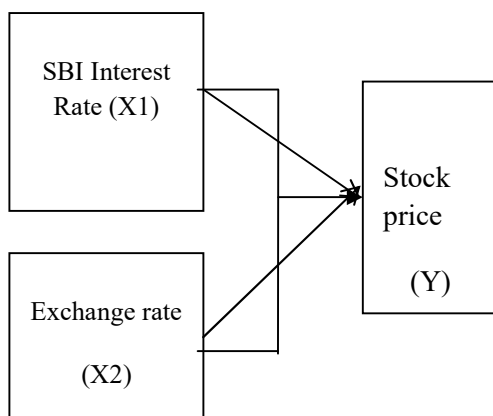 SBI Interest
Rate (X1)
Stock
price
(Y)
Exchange rate
(X2)